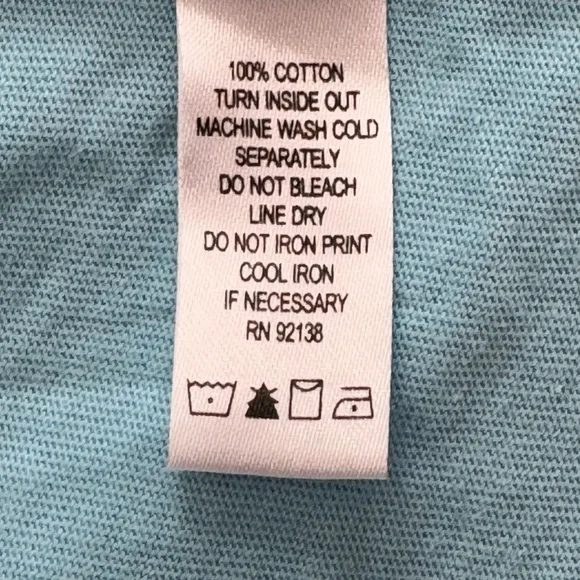 100% COTTON
TURN INSIDE OUT
MACHINE WASH COLD
SEPARATELY
DO NOT BLEACH
LINE DRY
DO NOT IRON PRINT
COOL IRON
IF NECESSARY
RN 92138